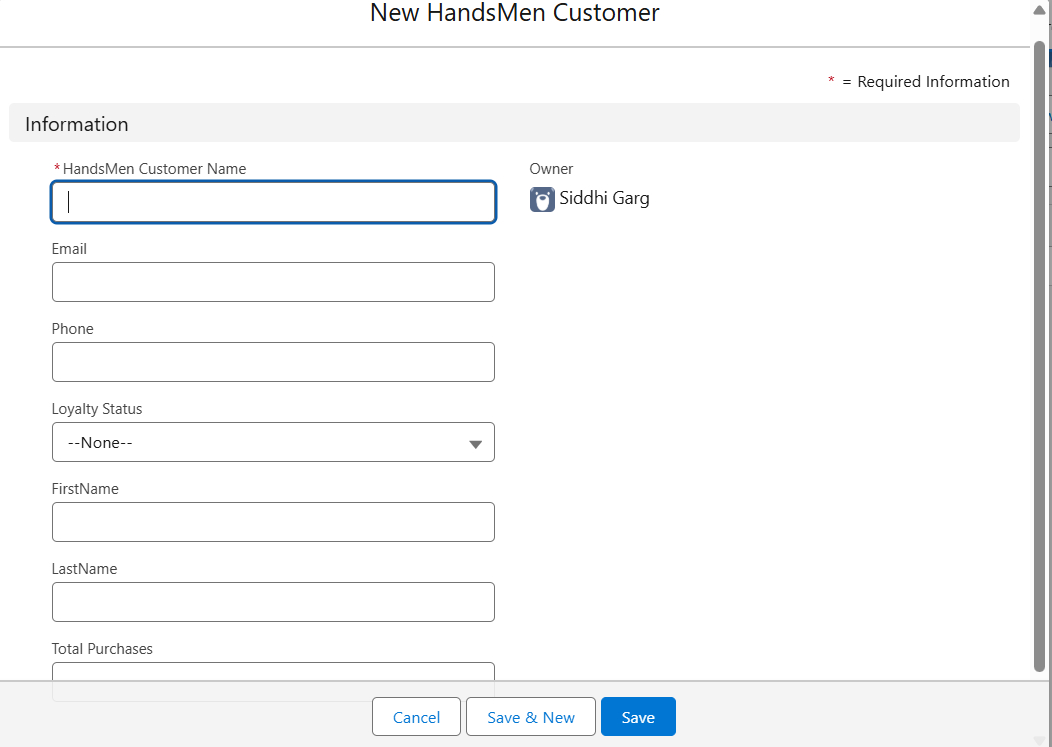 New HandsMen Customer
* = Required Information
Information
*HandsMen Customer Name
Owner
Siddhi Garg
Email
Phone
Loyalty Status
--None--
FirstName
LastName
Total Purchases
Cancel
Save & New
Save